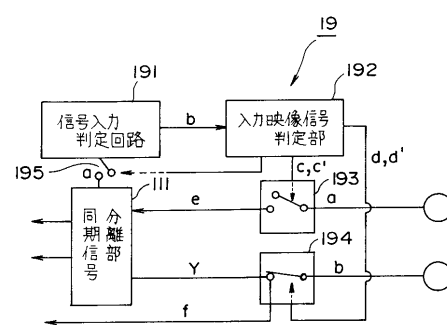 19
191
192
信号入力
判定回路
b
入力映像信号
判定部
d,d'
195
a
111
c,c'
193
e
a
同期信号
分離部
194
Y
b
f